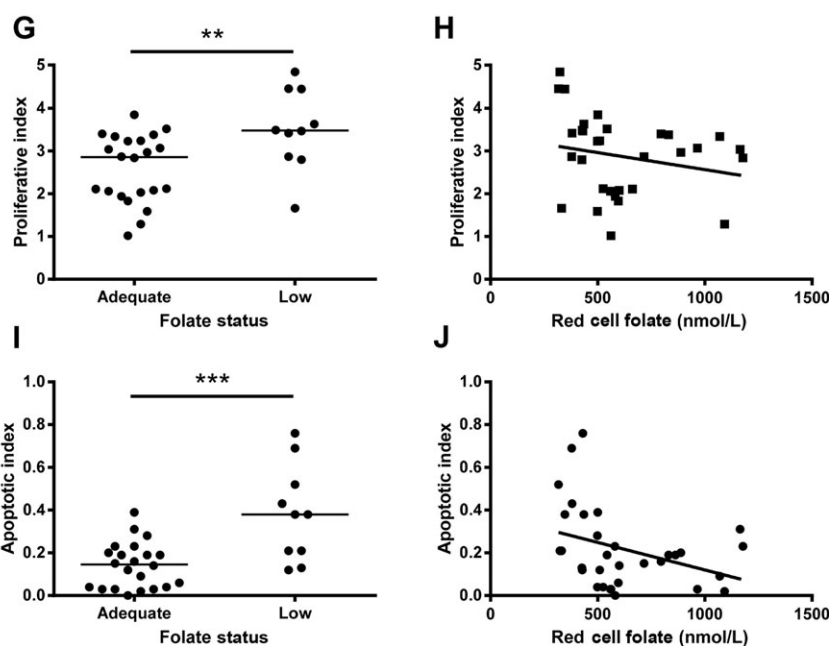 G
**
Proliferative index
5
4
3
2
1
0
Adequate
Low
Folate status
H
Proliferative index
5
4
3
2
1
0
0
500
1000
1500
Red cell folate (nmol/L)
I
***
Apoptotic index
1.0
0.8
0.6
0.4
0.2
0.0
Adequate
Low
Folate status
J
Apoptotic index
1.0
0.8
0.6
0.4
0.2
0.0
0
500
1000
1500
Red cell folate (nmol/L)